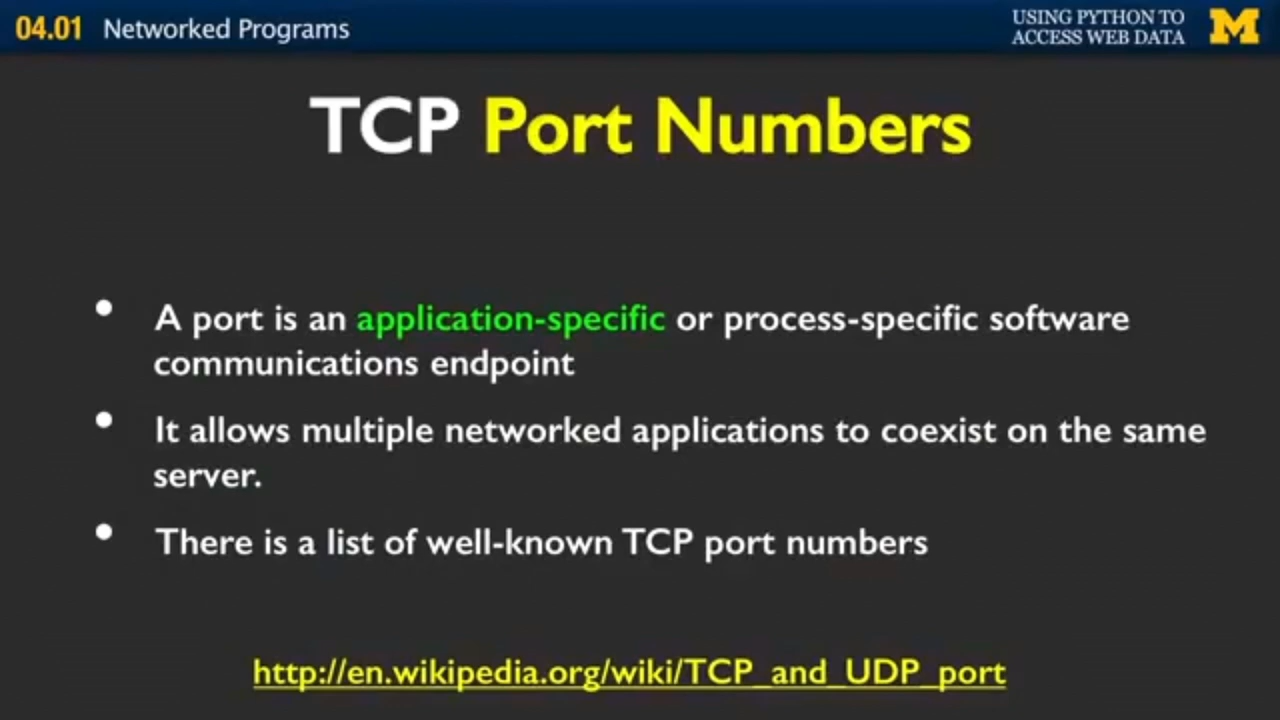 04.01 Networked Programs
USING PYTHON TO
ACCESS WEB DATA
M
TCP Port Numbers
• A port is an application-specific or process-specific software
communications endpoint
• It allows multiple networked applications to coexist on the same
server.
• There is a list of well-known TCP port numbers
http://en.wikipedia.org/wiki/TCP_and_UDP_port